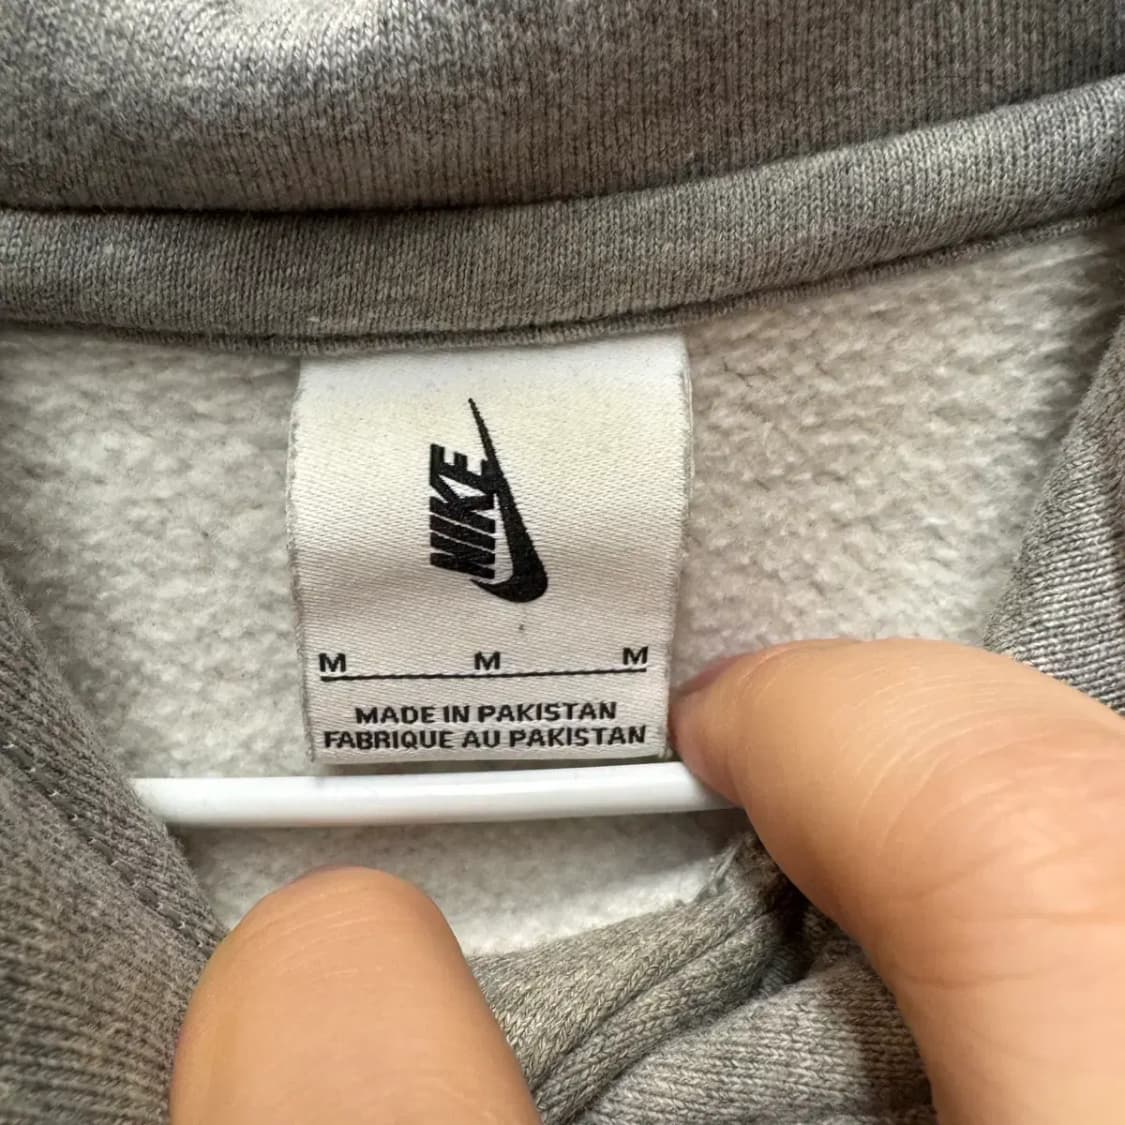 NIKE
M M M
MADE IN PAKISTAN
FABRIQUE AU PAKISTAN